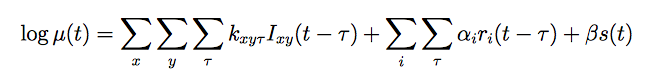 log μ(t) = ∑_x ∑_y ∑_τ k_{xyτ} I_{xy}(t − τ) + ∑_i ∑_τ α_i r_i(t − τ) + βs(t)